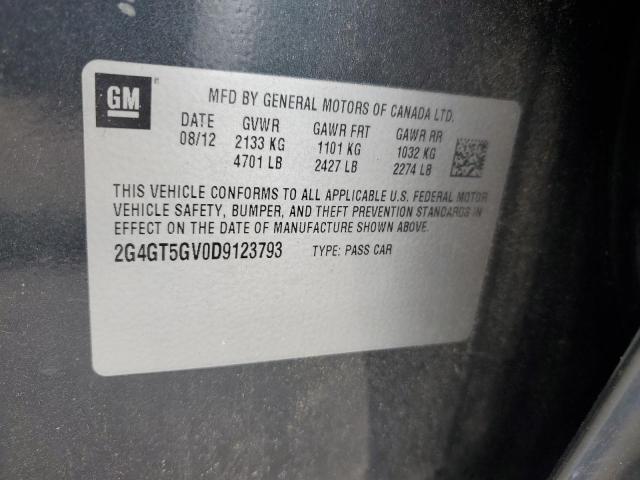 GM
MFD BY GENERAL MOTORS OF CANADA LTD.
DATE GVWR GAWR FRT GAWR RR
08/12 2133 KG 1101 KG 1032 KG
4701 LB 2427 LB 2274 LB
THIS VEHICLE CONFORMS TO ALL APPLICABLE U.S. FEDERAL MOTOR
VEHICLE SAFETY, BUMPER, AND THEFT PREVENTION STANDARDS IN
EFFECT ON THE DATE OF MANUFACTURE SHOWN ABOVE.
2G4GT5GV0D9123793 TYPE: PASS CAR